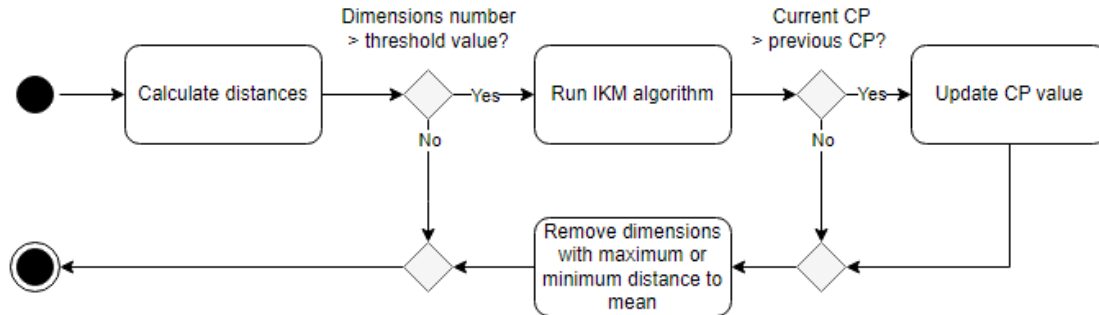 Dimensions number
> threshold value?
Current CP
> previous CP?
Calculate distances
Yes
Run IKM algorithm
Yes
Update CP value
No
No
Remove dimensions
with maximum or
minimum distance to
mean